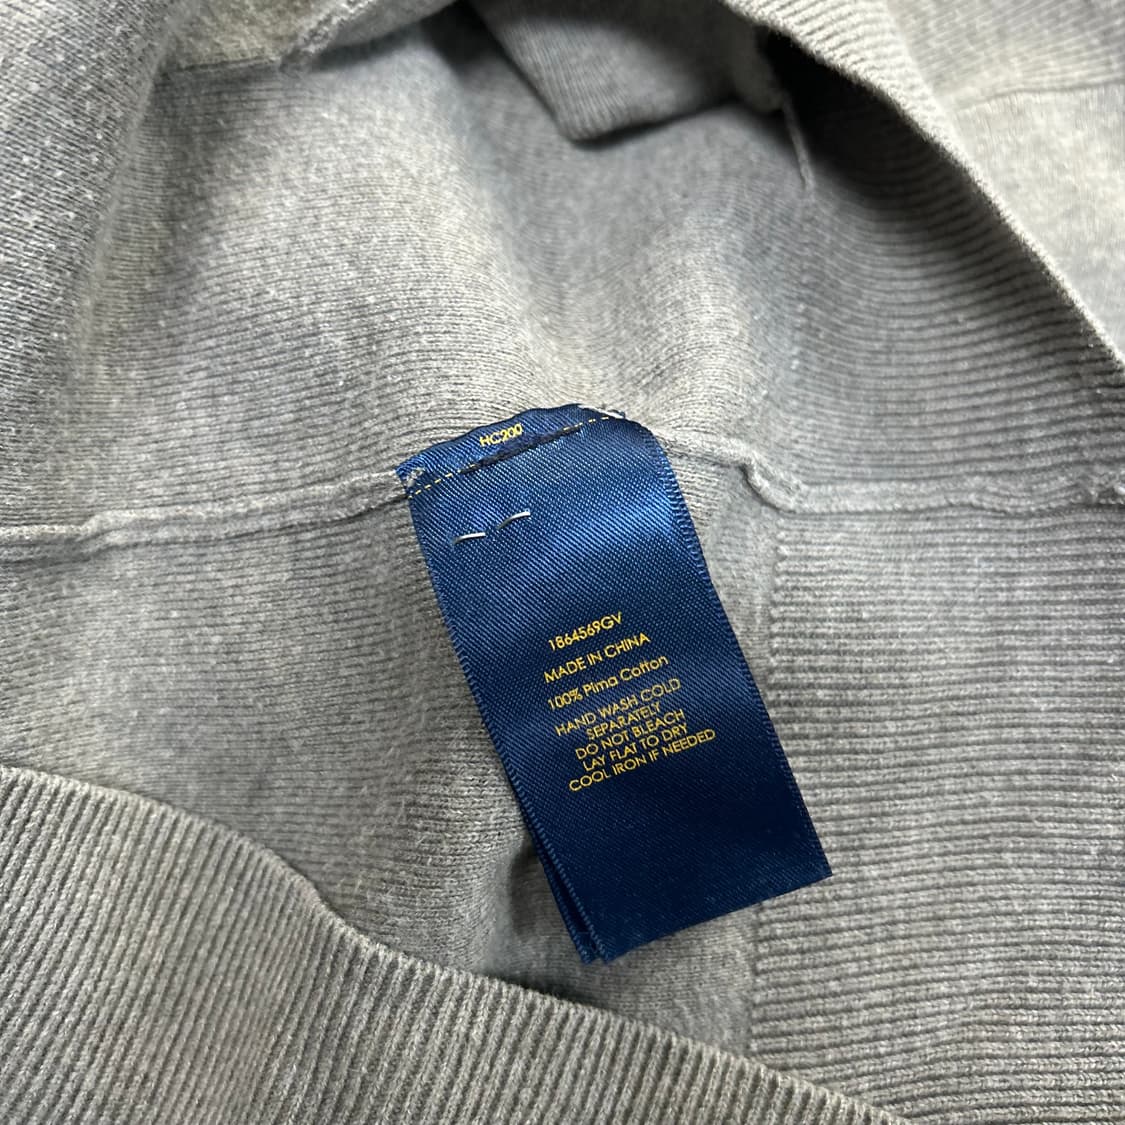 HC200
1864569GV
MADE IN CHINA
100% Pima Cotton
HAND WASH COLD
SEPARATELY
DO NOT BLEACH
LAY FLAT TO DRY
COOL IRON IF NEEDED